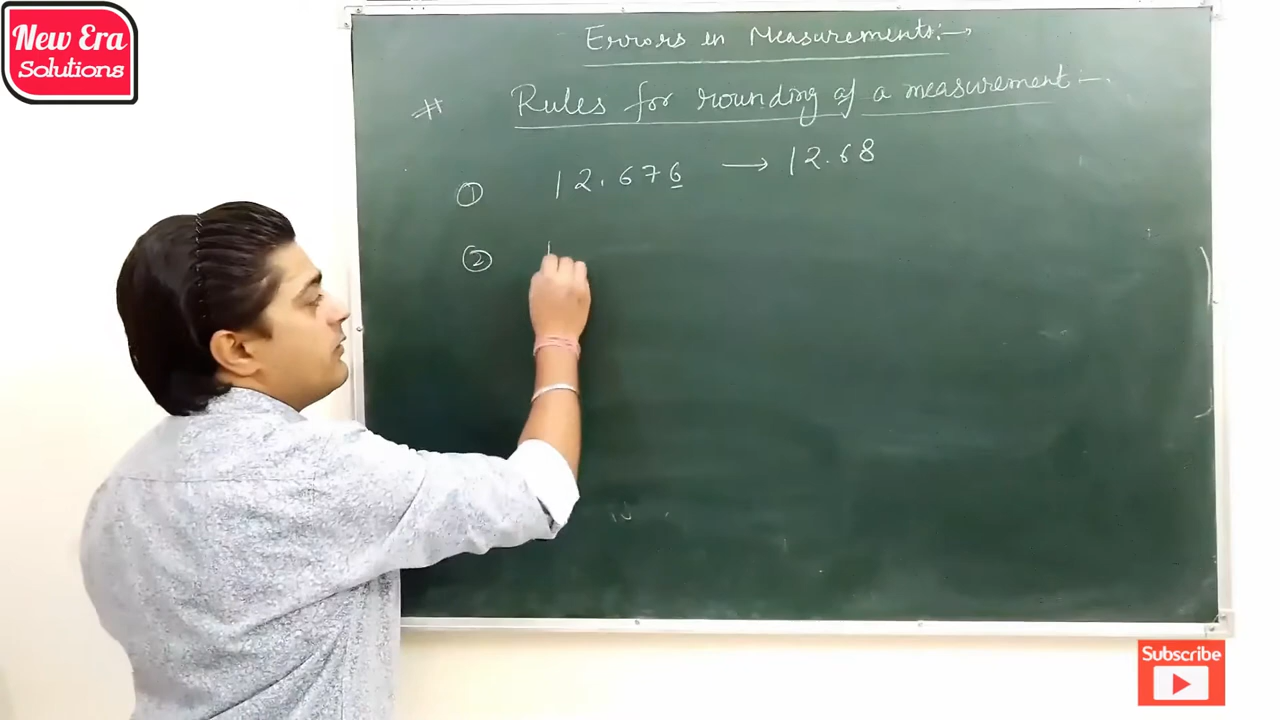 New Era
Solutions
Errors in Measurements:→
# Rules for rounding of a measurement:—.
① 12.676 → 12.68
②
Subscribe